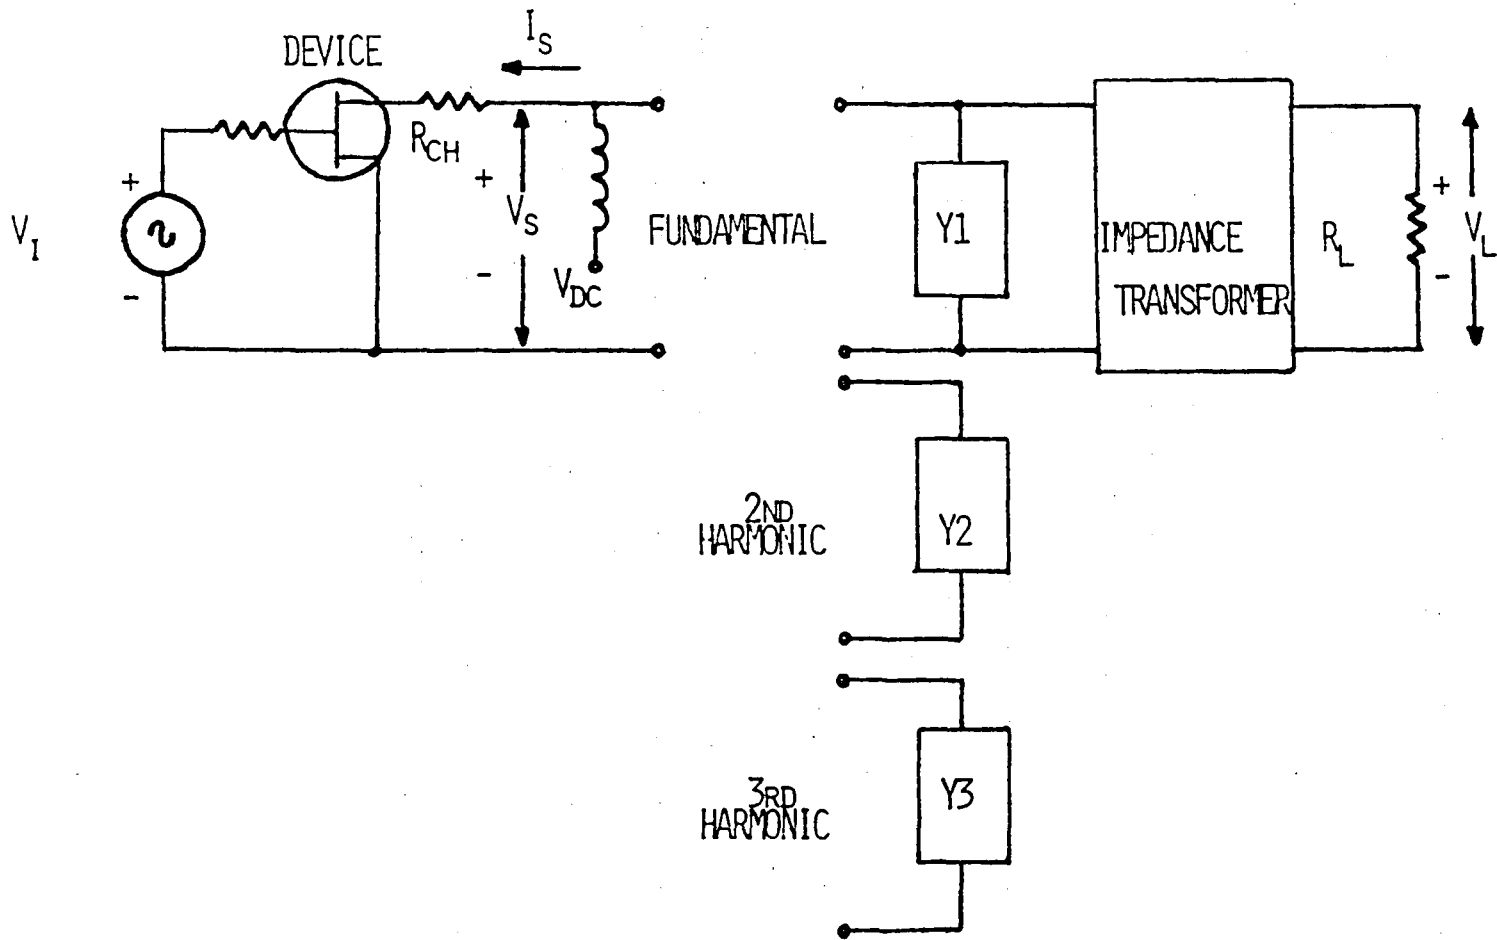 I_S
DEVICE
R_CH
+
V_I
-
+
V_S
-
V_DC
FUNDAMENTAL
Y1
IMPEDANCE
TRANSFORMER
R_L
+
V_L
-
2ND
HARMONIC
Y2
3RD
HARMONIC
Y3